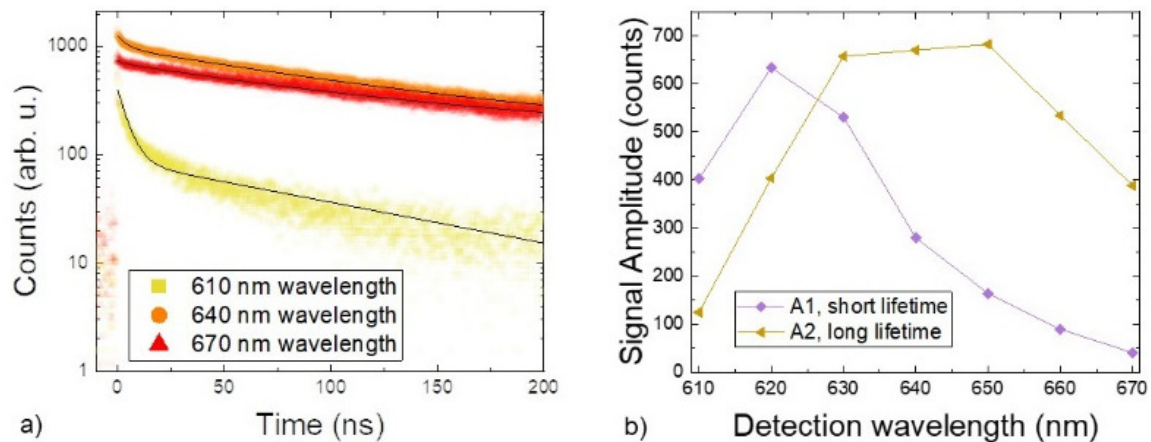 1000
100
10
1
Counts (arb. u.)
610 nm wavelength
640 nm wavelength
670 nm wavelength
0
50
100
150
200
a)
Time (ns)
700
600
500
400
300
200
100
0
Signal Amplitude (counts)
A1, short lifetime
A2, long lifetime
610
620
630
640
650
660
670
b)
Detection wavelength (nm)